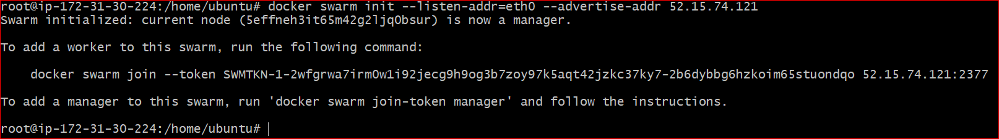 root@ip-172-31-30-224:/home/ubuntu# docker swarm init --listen-addr=eth0 --advertise-addr 52.15.74.121
Swarm initialized: current node (5effneh3it65m42g2ljq0bsur) is now a manager.
To add a worker to this swarm, run the following command:
docker swarm join --token SWMTKN-1-2wfgrwa7irm0w1i92jecg9h9og3b7zoy97k5aqt42jzkc37ky7-2b6dybbg6hzkoim65stuondqo 52.15.74.121:2377
To add a manager to this swarm, run 'docker swarm join-token manager' and follow the instructions.
root@ip-172-31-30-224:/home/ubuntu#